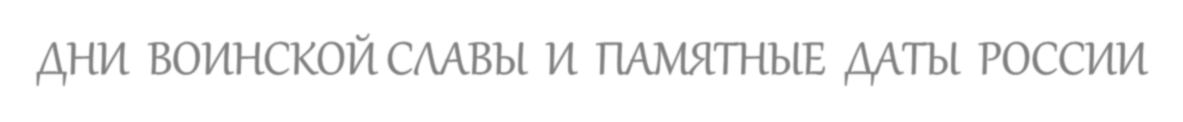 ДНИ ВОИНСКОЙ СЛАВЫ И ПАМЯТНЫЕ ДАТЫ РОССИИ